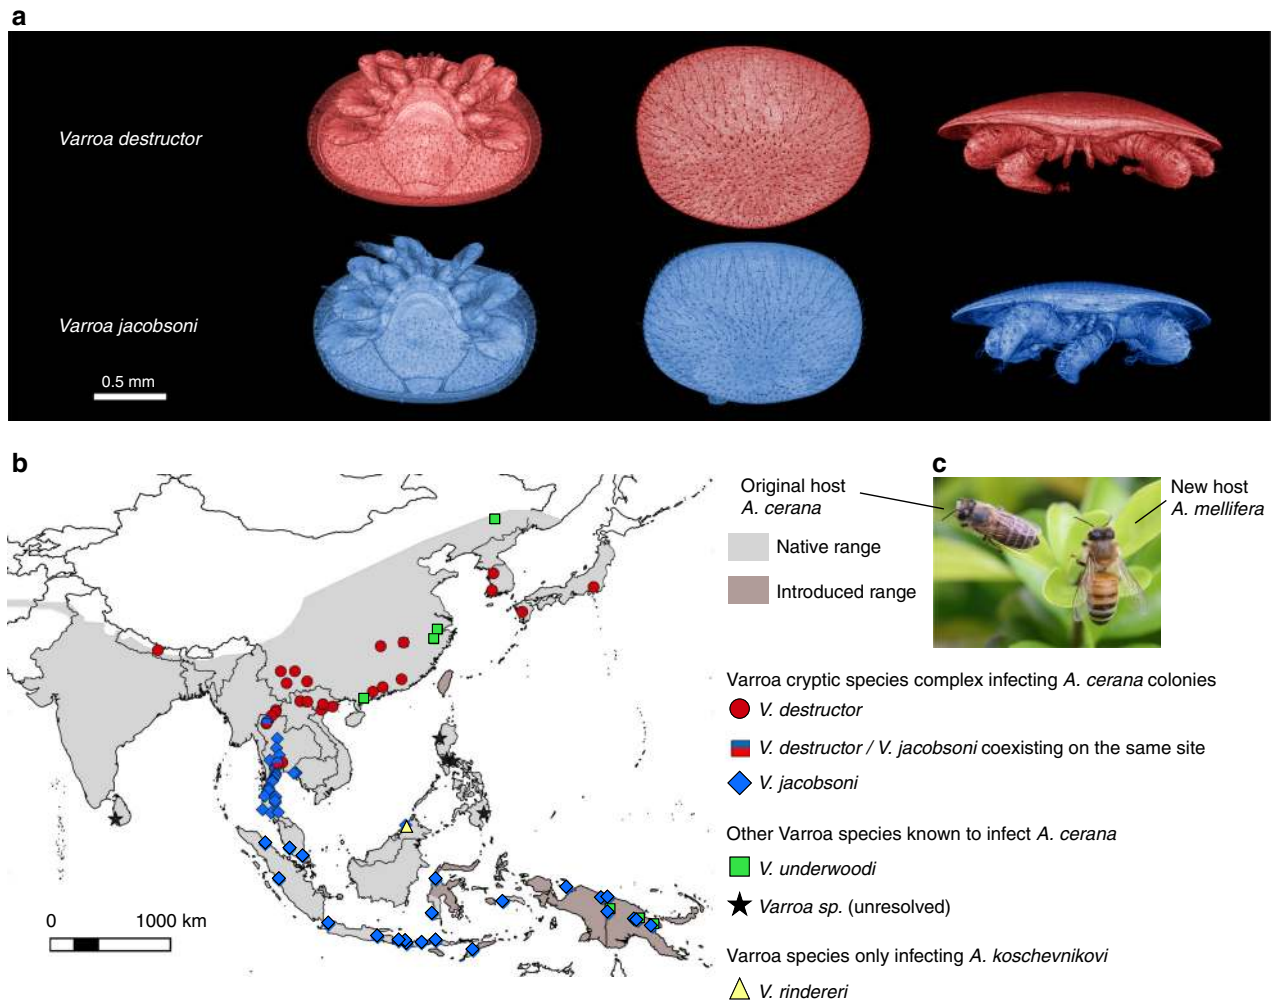 a
Varroa destructor
Varroa jacobsoni
0.5 mm
b
0 1000 km
Original host
A. cerana
Native range
Introduced range
c
New host
A. mellifera
Varroa cryptic species complex infecting A. cerana colonies
V. destructor
V. destructor / V. jacobsoni coexisting on the same site
V. jacobsoni
Other Varroa species known to infect A. cerana
V. underwoodi
Varroa sp. (unresolved)
Varroa species only infecting A. koschevnikovi
V. rindereri